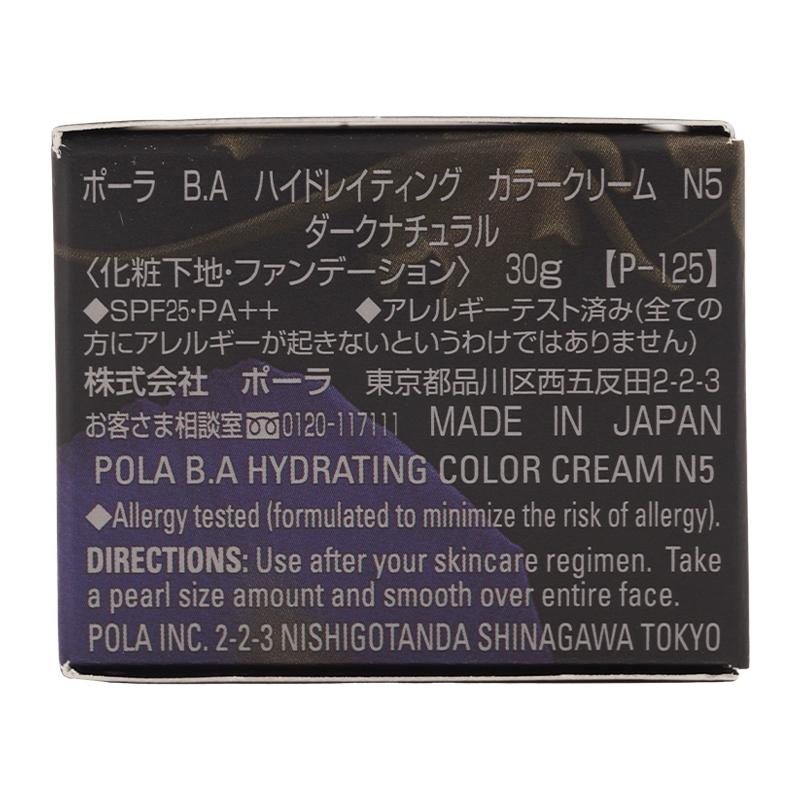 ポーラ B.A ハイドレイティング カラークリーム N5
ダークナチュラル
〈化粧下地・ファンデーション〉 30g 【P-125】
◆SPF25・PA++ ◆アレルギーテスト済み(全ての
方にアレルギーが起きないというわけではありません)
株式会社 ポーラ 東京都品川区西五反田2-2-3
お客さま相談室 0120-117111 MADE IN JAPAN
POLA B.A HYDRATING COLOR CREAM N5
◆Allergy tested (formulated to minimize the risk of allergy).
DIRECTIONS: Use after your skincare regimen. Take
a pearl size amount and smooth over entire face.
POLA INC. 2-2-3 NISHIGOTANDA SHINAGAWA TOKYO